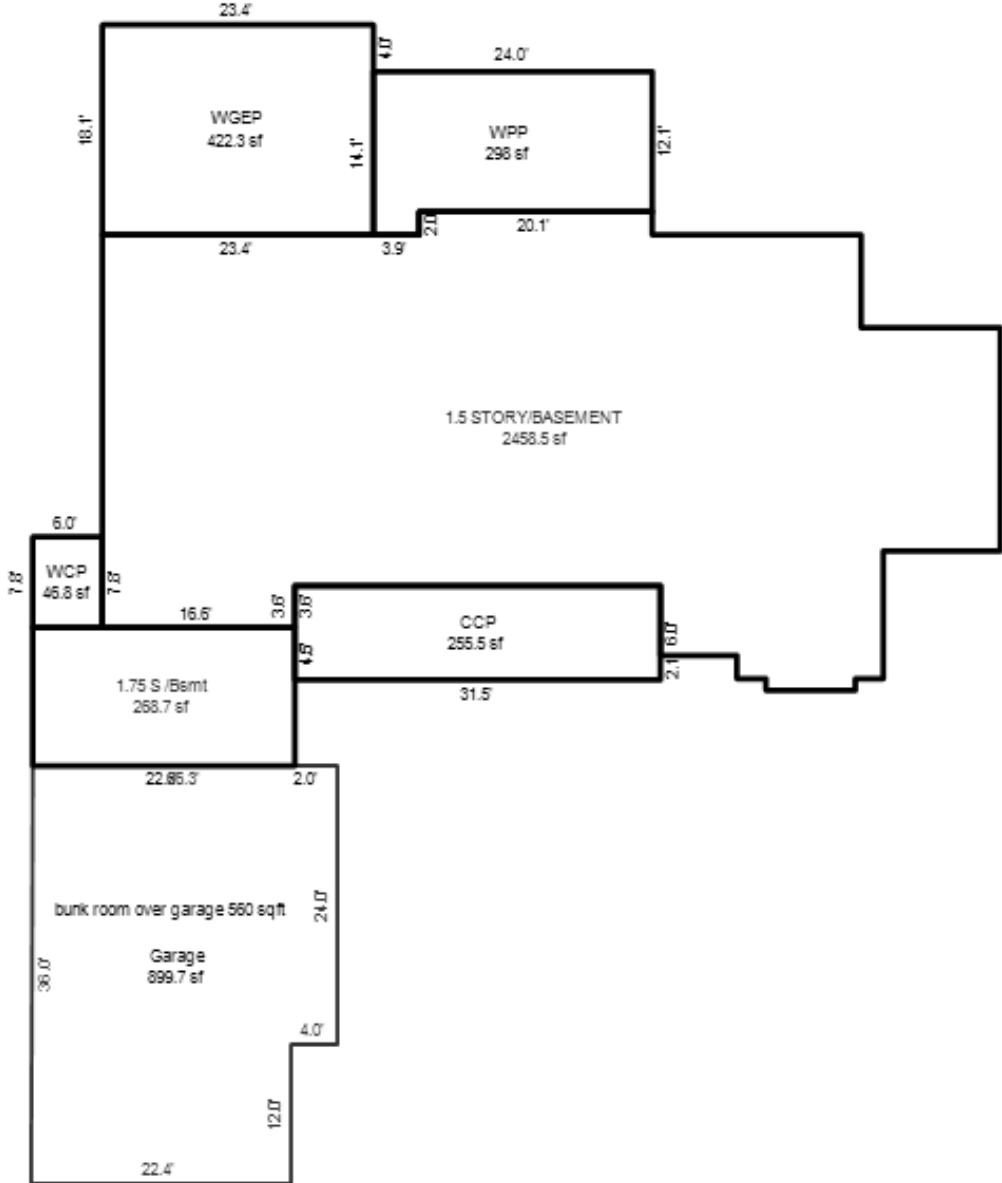 23.4'
4.0'
24.0'
18.1'
WGEP
422.3 sf
14.1'
WPP
298 sf
12.1'
23.4'
3.9'
2.0
20.1'
1.5 STORY/BASEMENT
2458.5 sf
6.0'
7.8'
WCP
46.8 sf
7.8'
16.6'
3.6'
3.6'
CCP
255.5 sf
6.0'
4.5'
2.1
31.5'
1.75 S /Bsmt
268.7 sf
2.0'
bunk room over garage 560 sqft
24.0'
Garage
899.7 sf
36.0'
4.0'
12.0'
22.4'